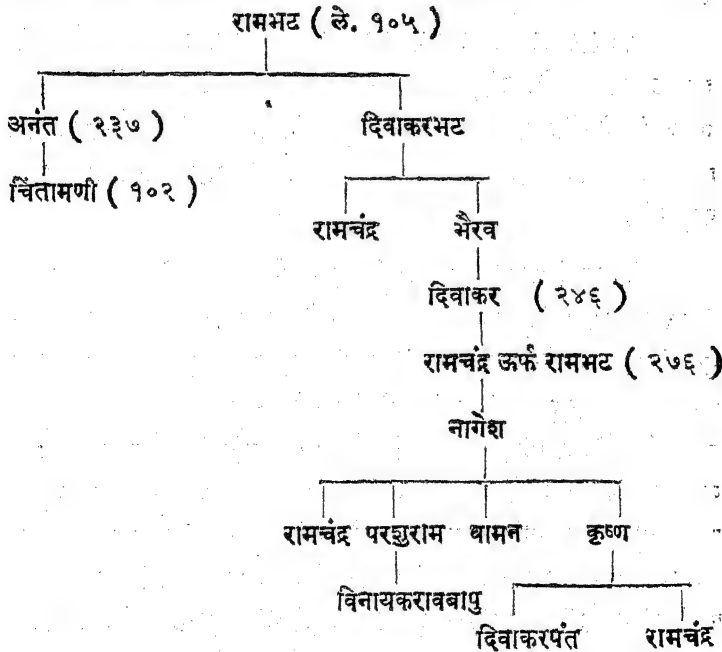 रामभट ( ले. १०५ )
अनंत ( २३७ ) दिवाकरभट
चिंतामणी ( १०२ )
रामचंद्र भैरव
दिवाकर ( २४६ )
रामचंद्र ऊर्फ रामभट ( २७६ )
नागेश
रामचंद्र परशुराम वामन कृष्ण
विनायकरावबापु
दिवाकरपंत रामचंद्र